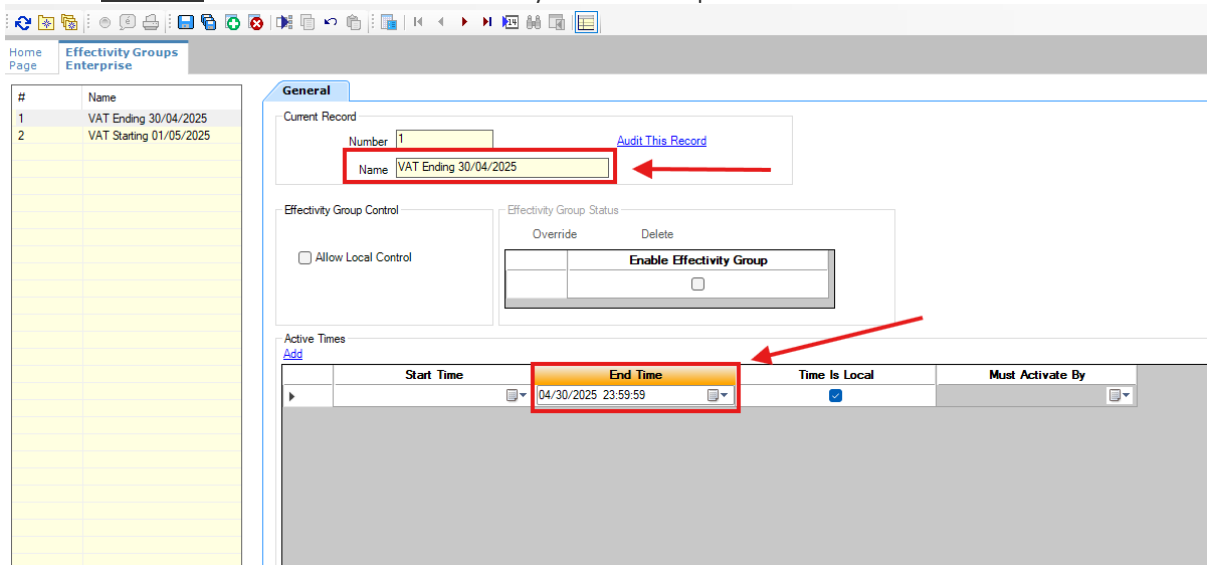 Home Page
Effectivity Groups Enterprise
# Name
1 VAT Ending 30/04/2025
2 VAT Starting 01/05/2025
General
Current Record
Number 1
Audit This Record
Name VAT Ending 30/04/2025
Effectivity Group Control
Allow Local Control
Effectivity Group Status
Override Delete
Enable Effectivity Group
Active Times
Add
Start Time End Time Time Is Local Must Activate By
04/30/2025 23:59:59